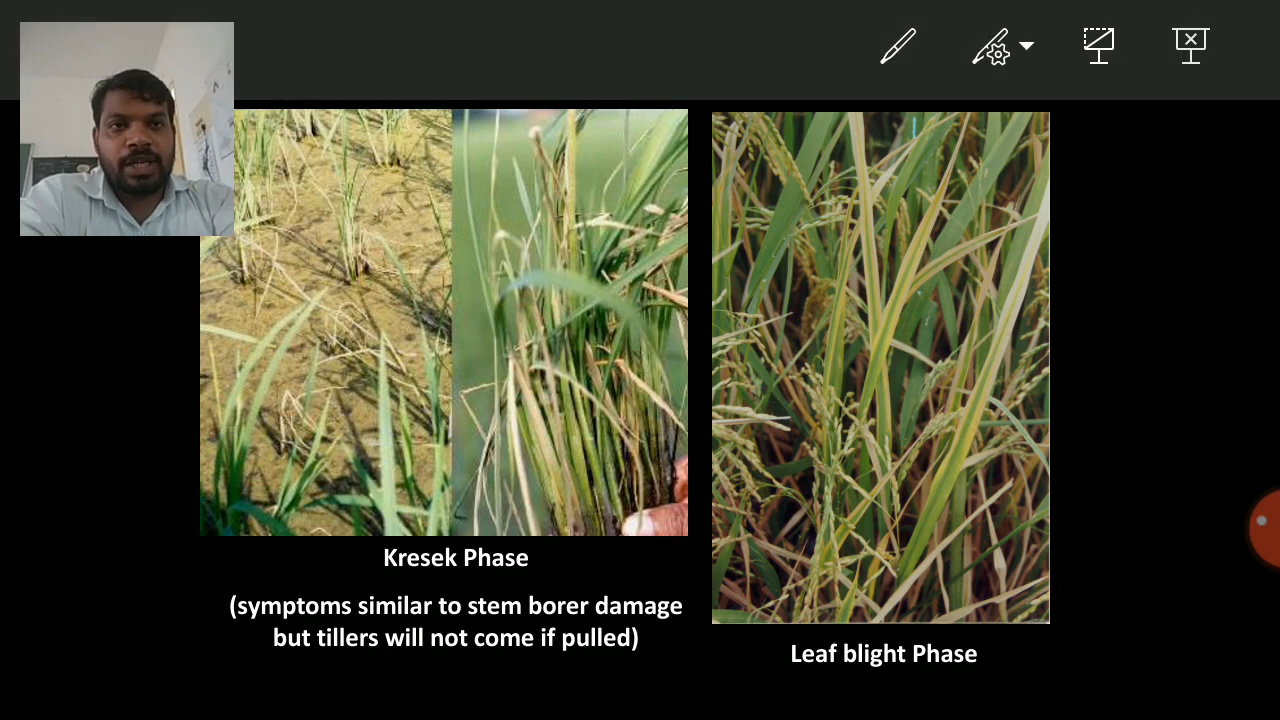 Kresek Phase
(symptoms similar to stem borer damage
but tillers will not come if pulled)
Leaf blight Phase